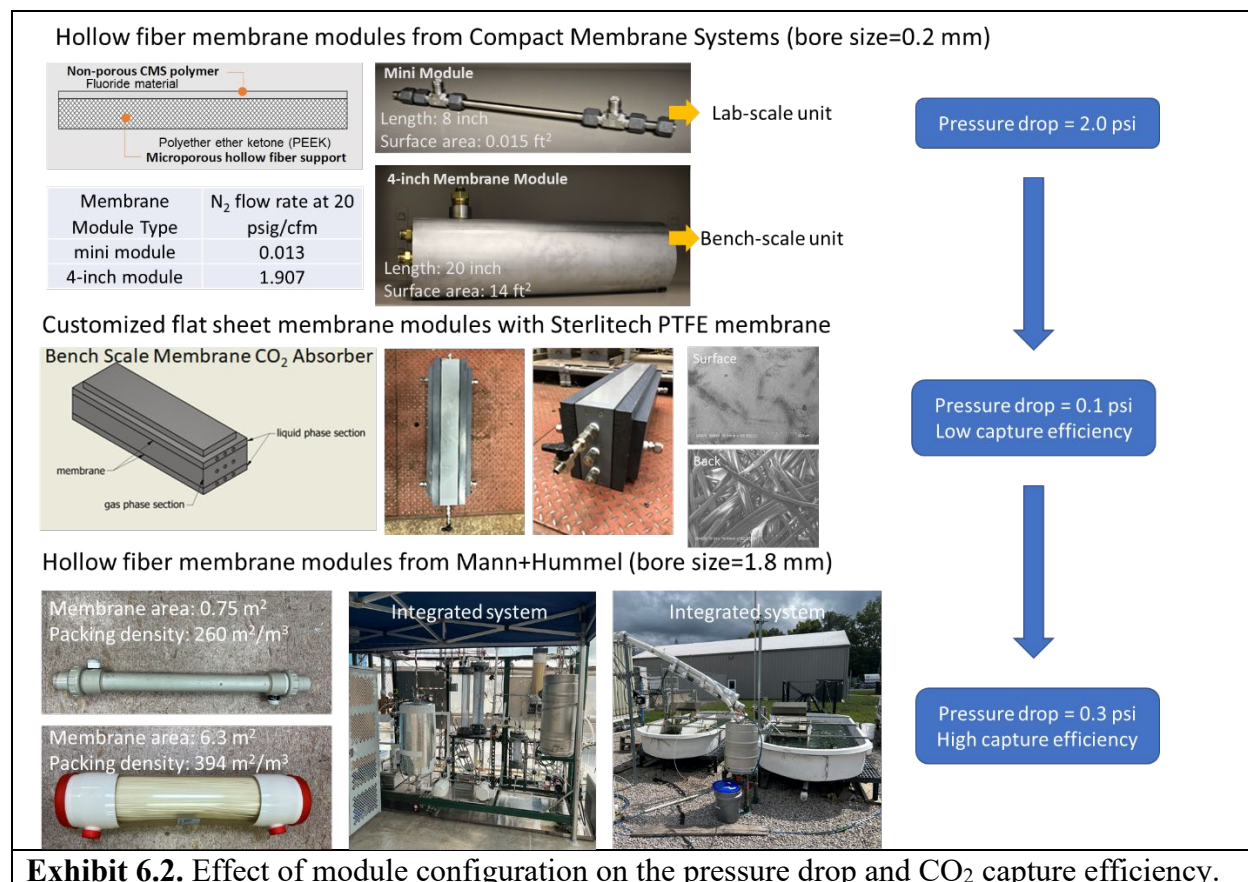 Hollow fiber membrane modules from Compact Membrane Systems (bore size=0.2 mm)
Non-porous CMS polymer
Fluoride material
Polyether ether ketone (PEEK)
Microporous hollow fiber support
Mini Module
Length: 8 inch
Surface area: 0.015 ft²
Lab-scale unit
Pressure drop = 2.0 psi
Membrane Module Type
N₂ flow rate at 20 psig/cfm
mini module 0.013
4-inch module 1.907
4-inch Membrane Module
Length: 20 inch
Surface area: 14 ft²
Bench-scale unit
Customized flat sheet membrane modules with Sterlitech PTFE membrane
Bench Scale Membrane CO₂ Absorber
liquid phase section
membrane
gas phase section
Surface
Back
Pressure drop = 0.1 psi
Low capture efficiency
Hollow fiber membrane modules from Mann+Hummel (bore size=1.8 mm)
Membrane area: 0.75 m²
Packing density: 260 m²/m³
Membrane area: 6.3 m²
Packing density: 394 m²/m³
Integrated system
Integrated system
Pressure drop = 0.3 psi
High capture efficiency
Exhibit 6.2. Effect of module configuration on the pressure drop and CO₂ capture efficiency.